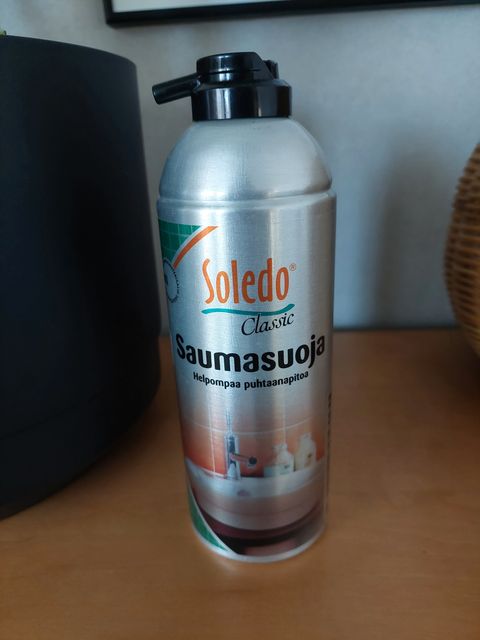 Soledo®
Classic
Saumasuoja
Helpompaa puhtaanapitoa